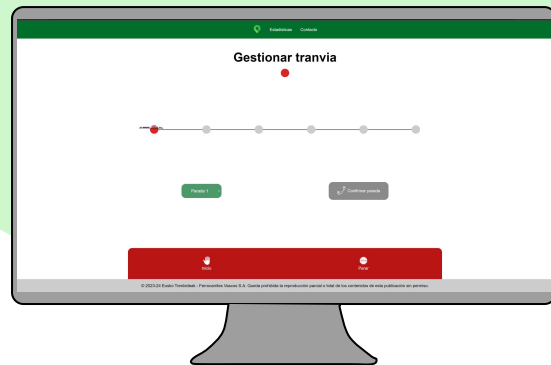 Estadísticas Contacto
Gestionar tranvia
Parada 1
Confirmar parada
Inicio
Parar
© 2023-24 Eusko Trenbideak - Ferrocarriles Vascos S.A. Queda prohibida la reproducción parcial o total de los contenidos de esta publicación sin permiso.